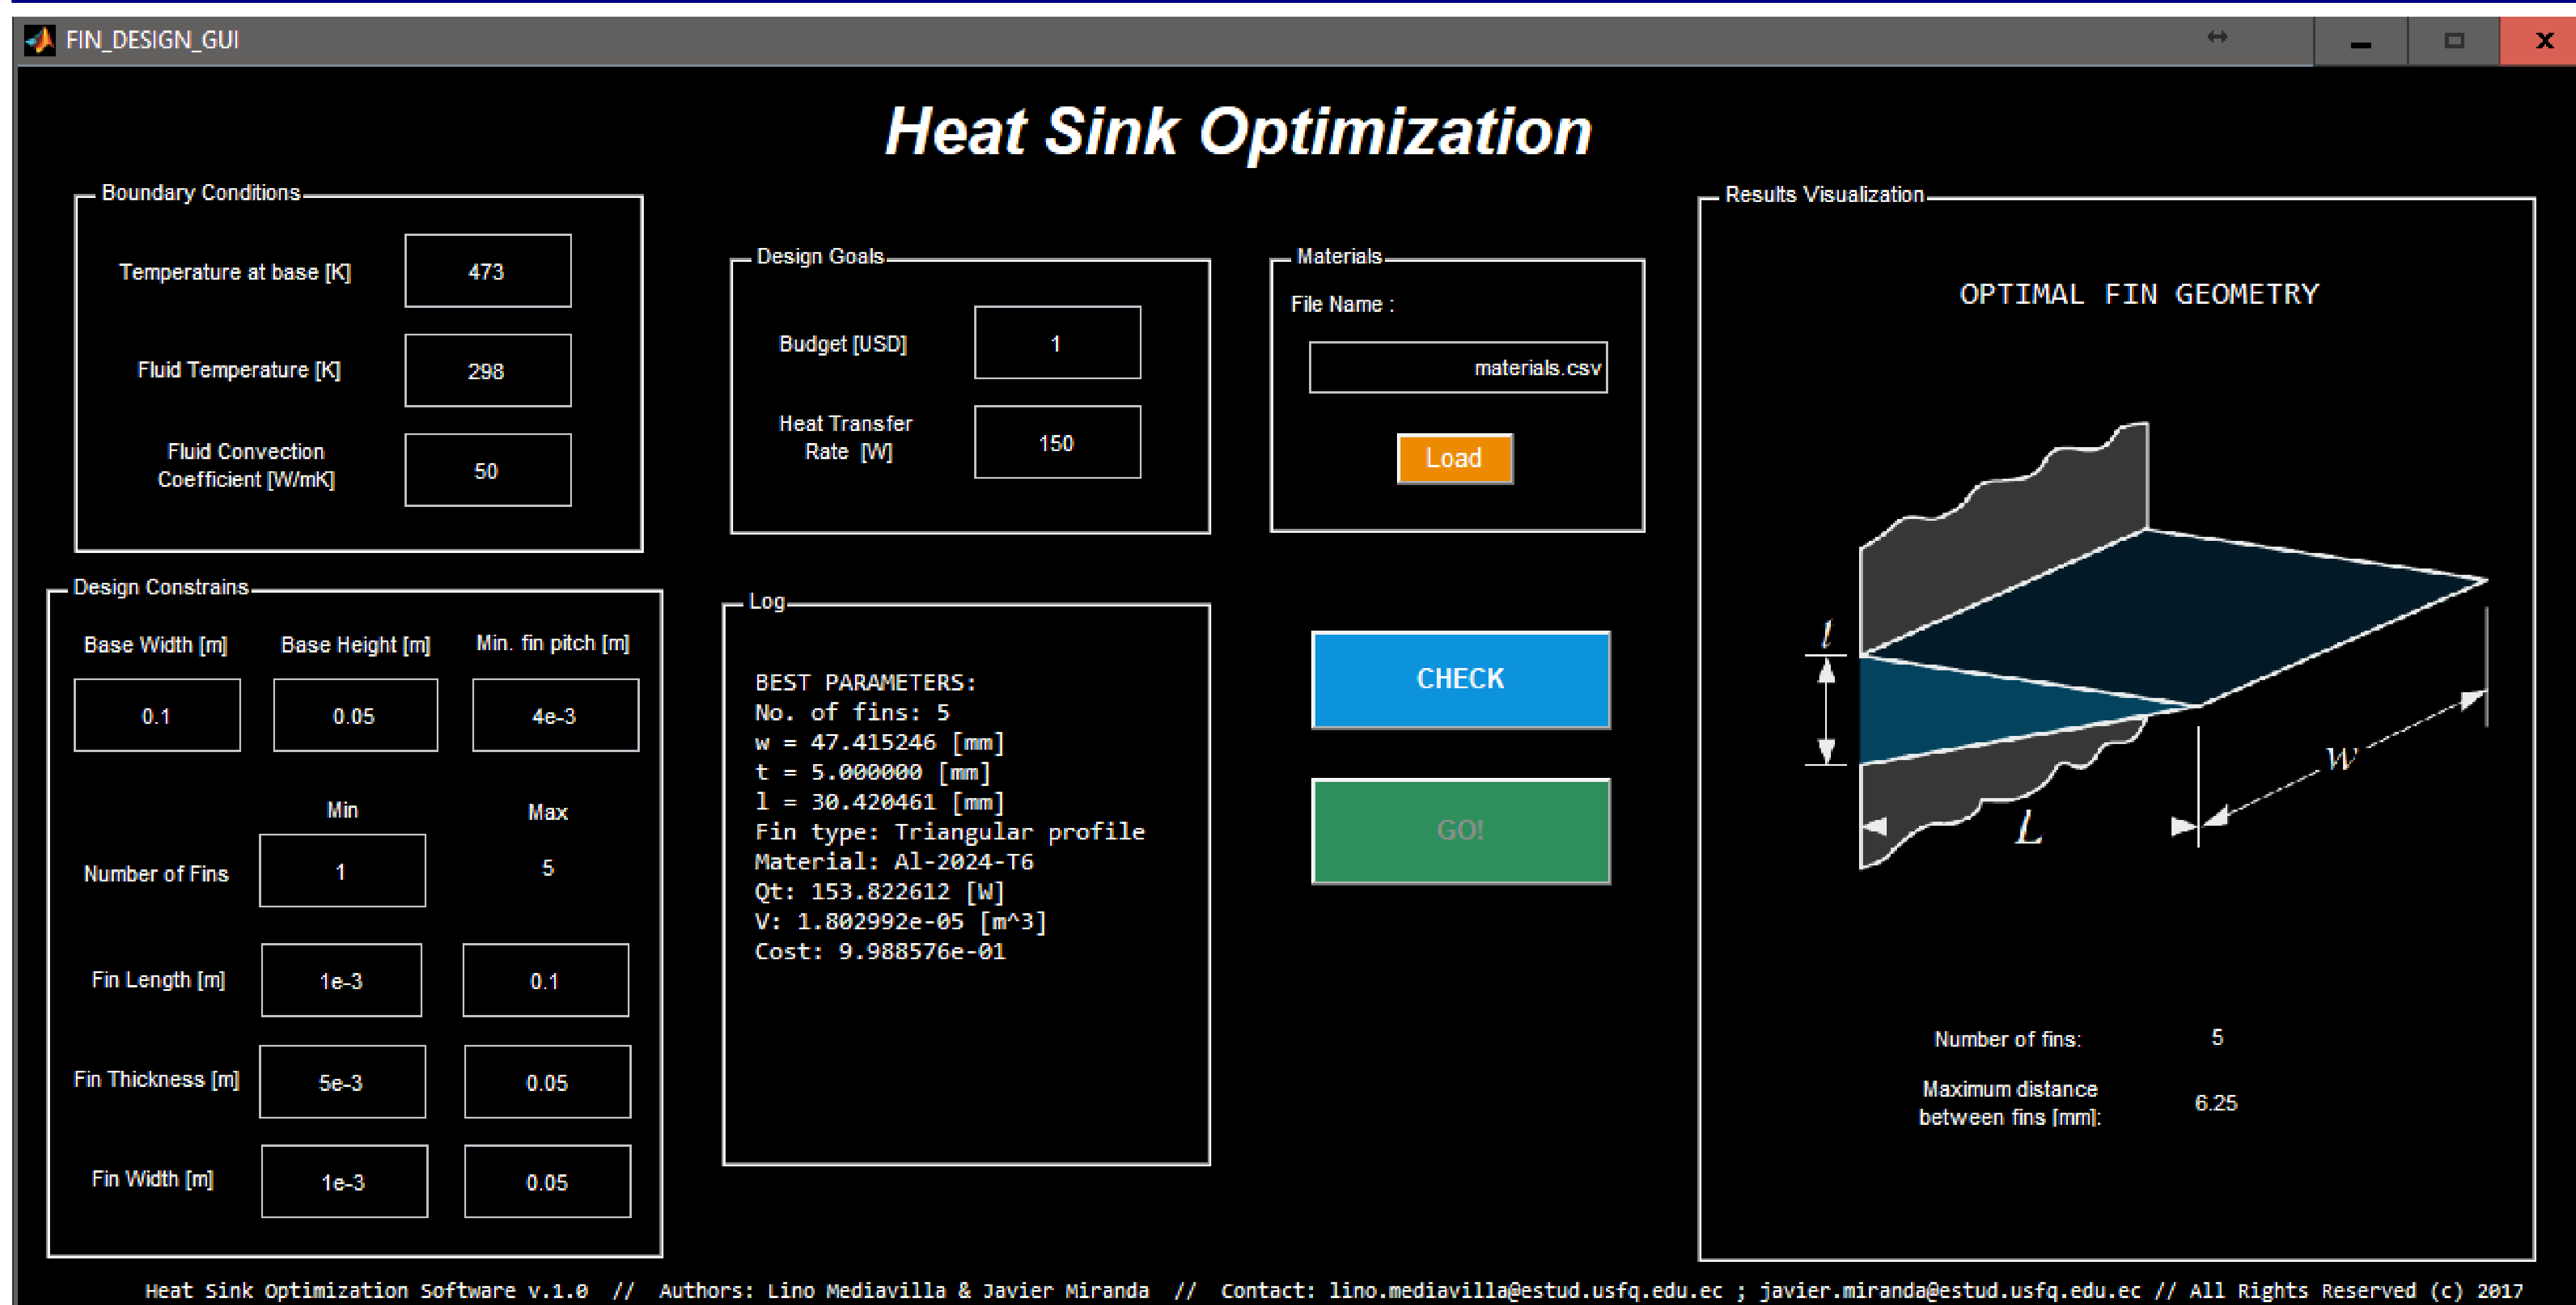 FIN_DESIGN_GUI
Heat Sink Optimization
Boundary Conditions
Temperature at base [K]
473
Fluid Temperature [K]
298
Fluid Convection
Coefficient [W/mK]
50
Design Goals
Budget [USD]
1
Heat Transfer
Rate [W]
150
Materials
File Name :
materials.csv
Load
Design Constrains
Base Width [m]
Base Height [m]
Min. fin pitch [m]
0.1
0.05
4e-3
Min
Max
Number of Fins
1
5
Fin Length [m]
1e-3
0.1
Fin Thickness [m]
5e-3
0.05
Fin Width [m]
1e-3
0.05
Log
BEST PARAMETERS:
No. of fins: 5
w = 47.415246 [mm]
t = 5.000000 [mm]
l = 30.420461 [mm]
Fin type: Triangular profile
Material: Al-2024-T6
Qt: 153.822612 [W]
V: 1.802992e-05 [m^3]
Cost: 9.988576e-01
CHECK
GO!
Results Visualization
OPTIMAL FIN GEOMETRY
l
w
L
Number of fins:
5
Maximum distance
between fins [mm]:
6.25
Heat Sink Optimization Software v.1.0 // Authors: Lino Mediavilla & Javier Miranda // Contact: lino.mediavilla@estud.usfq.edu.ec ; javier.miranda@estud.usfq.edu.ec // All Rights Reserved (c) 2017